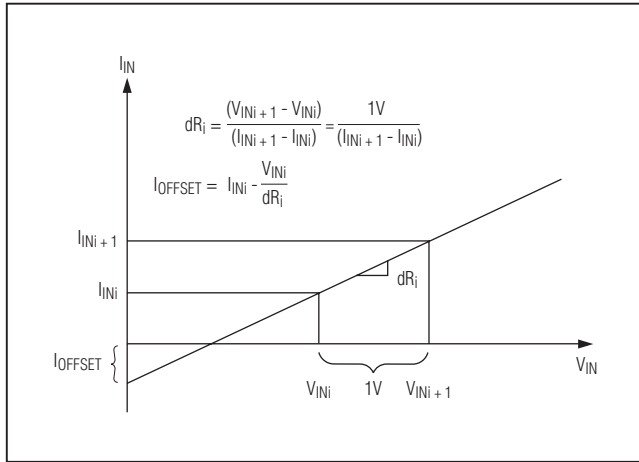 I_IN
dR_i = (V_INi + 1 - V_INi) / (I_INi + 1 - I_INi) = 1V / (I_INi + 1 - I_INi)
I_OFFSET = I_INi - V_INi / dR_i
I_INi + 1
I_INi
dR_i
I_OFFSET
V_IN
V_INi 1V V_INi + 1